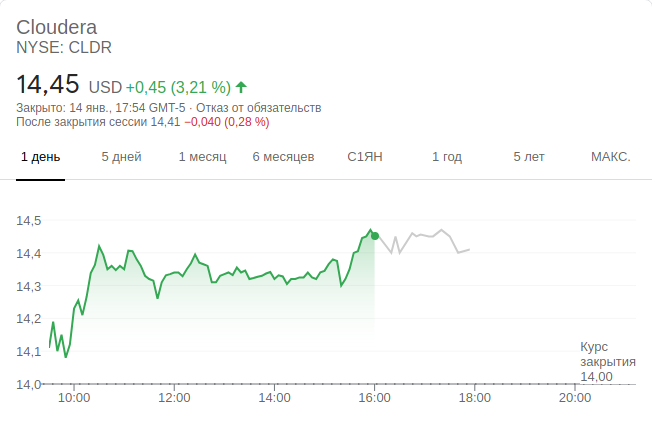 Cloudera
NYSE: CLDR
14,45 USD +0,45 (3,21 %)
Закрыто: 14 янв., 17:54 GMT-5 · Отказ от обязательств
После закрытия сессии 14,41 −0,040 (0,28 %)
1 день 5 дней 1 месяц 6 месяцев С1ЯН 1 год 5 лет МАКС.
14,5
14,4
14,3
14,2
14,1
Курс
закрытия
14,00
14,0
10:00 12:00 14:00 16:00 18:00 20:00